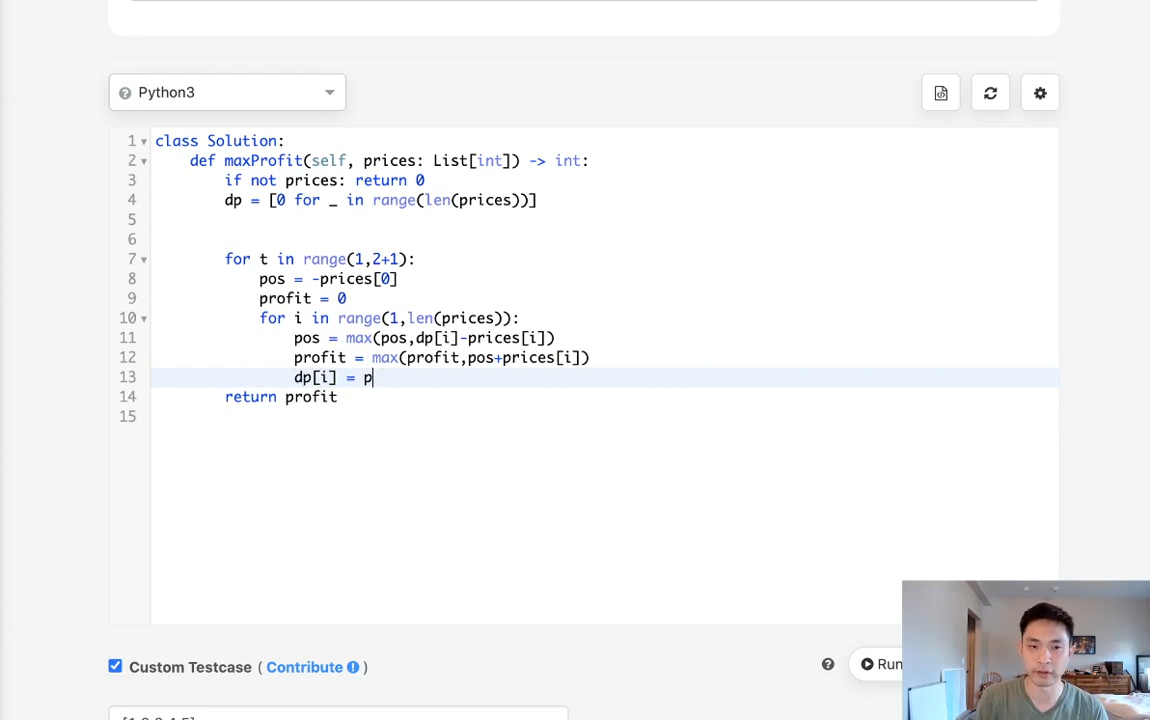 Python3
1 class Solution:
2 def maxProfit(self, prices: List[int]) -> int:
3 if not prices: return 0
4 dp = [0 for _ in range(len(prices))]
5
6
7 for t in range(1,2+1):
8 pos = -prices[0]
9 profit = 0
10 for i in range(1,len(prices)):
11 pos = max(pos,dp[i]-prices[i])
12 profit = max(profit,pos+prices[i])
13 dp[i] = p
14 return profit
15
Custom Testcase ( Contribute )
Run